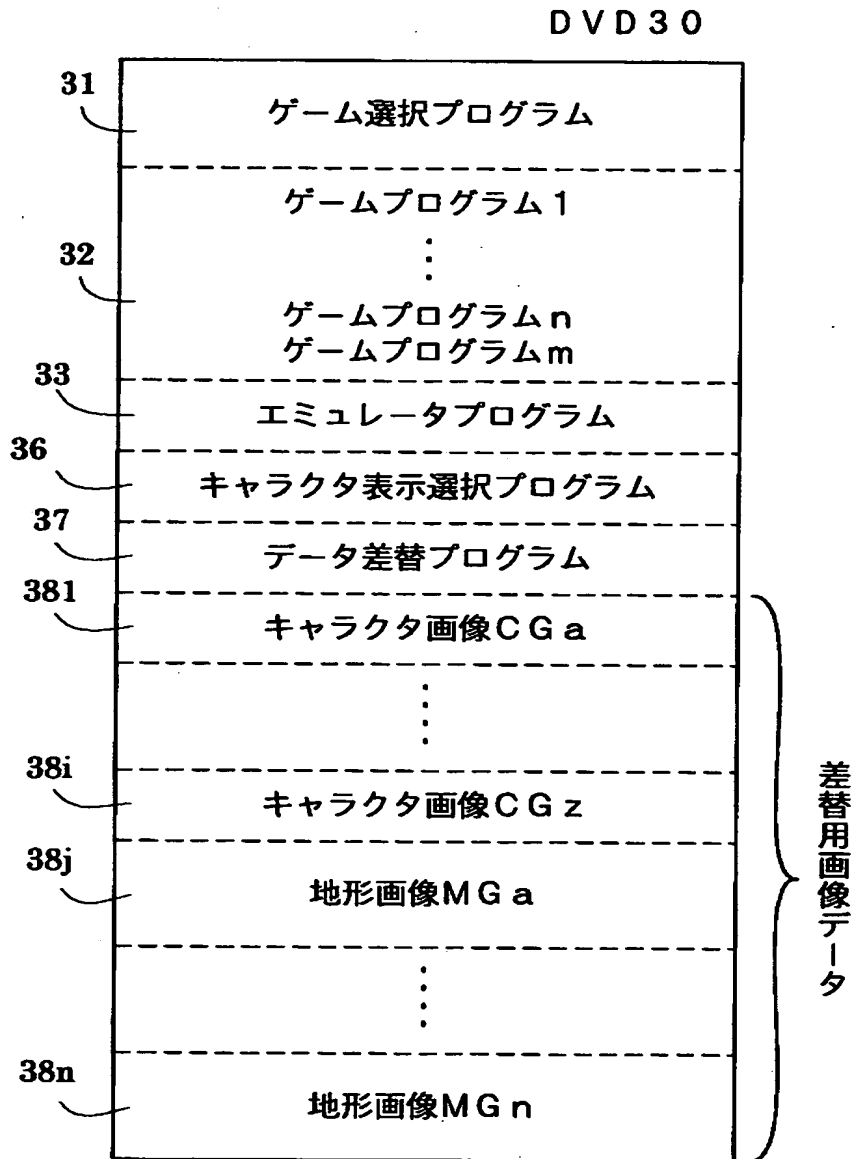 DVD30
31
ゲーム選択プログラム
ゲームプログラム1
32
ゲームプログラムn
ゲームプログラムm
33
エミュレータプログラム
36
キャラクタ表示選択プログラム
37
データ差替プログラム
381
キャラクタ画像CGa
38i
キャラクタ画像CGz
38j
地形画像MGa
差替用画像データ
38n
地形画像MGn